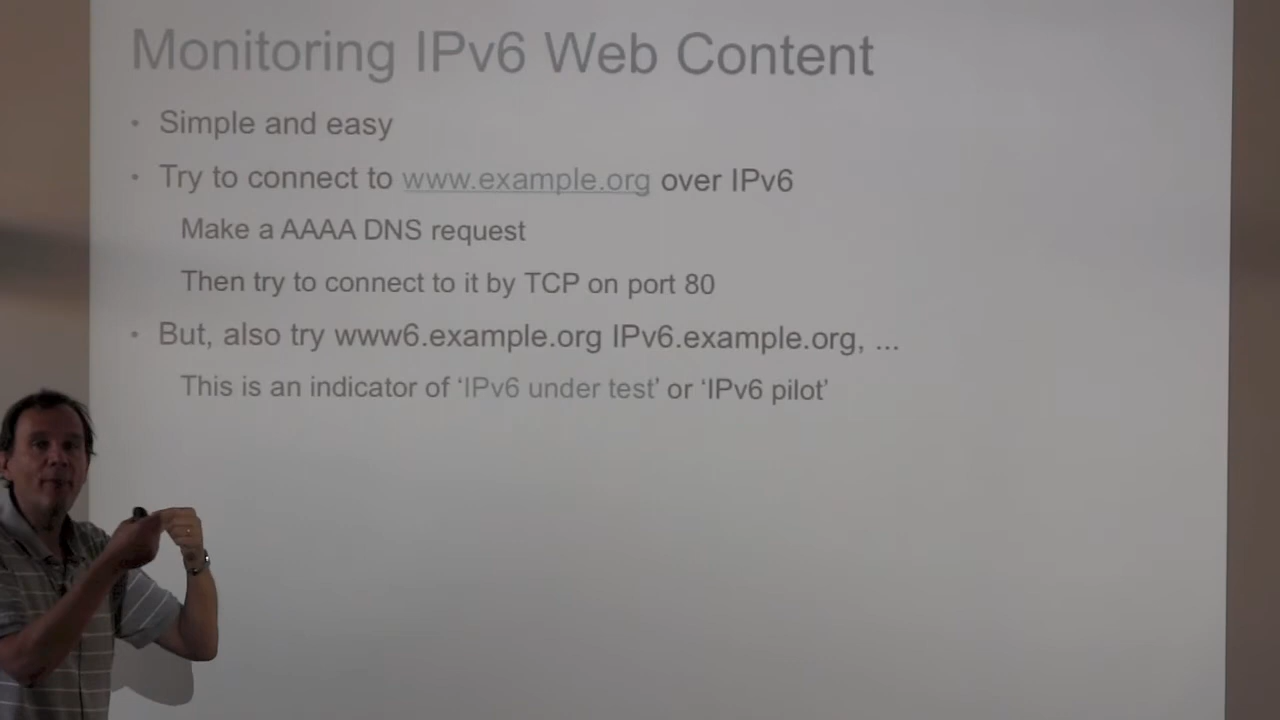 Monitoring IPv6 Web Content
• Simple and easy
• Try to connect to www.example.org over IPv6
Make a AAAA DNS request
Then try to connect to it by TCP on port 80
• But, also try www6.example.org IPv6.example.org, ...
This is an indicator of ‘IPv6 under test’ or ‘IPv6 pilot’